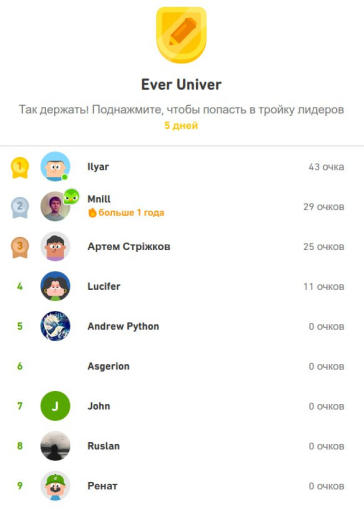 Ever Univer
Так держать! Поднажмите, чтобы попасть в тройку лидеров
5 дней
1 Ilyar 43 очка
2 Mnill 29 очков
больше 1 года
3 Артем Стріжков 25 очков
4 Lucifer 11 очков
5 Andrew Python 0 очков
6 Asgerion 0 очков
7 J John 0 очков
8 Ruslan 0 очков
9 Ренат 0 очков